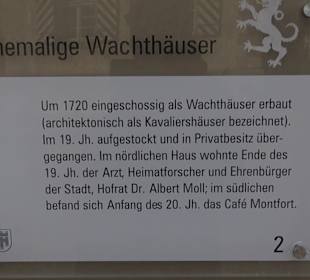 hemalige Wachthäuser
Um 1720 eingeschossig als Wachthäuser erbaut
(architektonisch als Kavaliershäuser bezeichnet).
Im 19. Jh. aufgestockt und in Privatbesitz über-
gegangen. Im nördlichen Haus wohnte Ende des
19. Jh. der Arzt, Heimatforscher und Ehrenbürger
der Stadt, Hofrat Dr. Albert Moll; im südlichen
befand sich Anfang des 20. Jh. das Café Montfort.
2